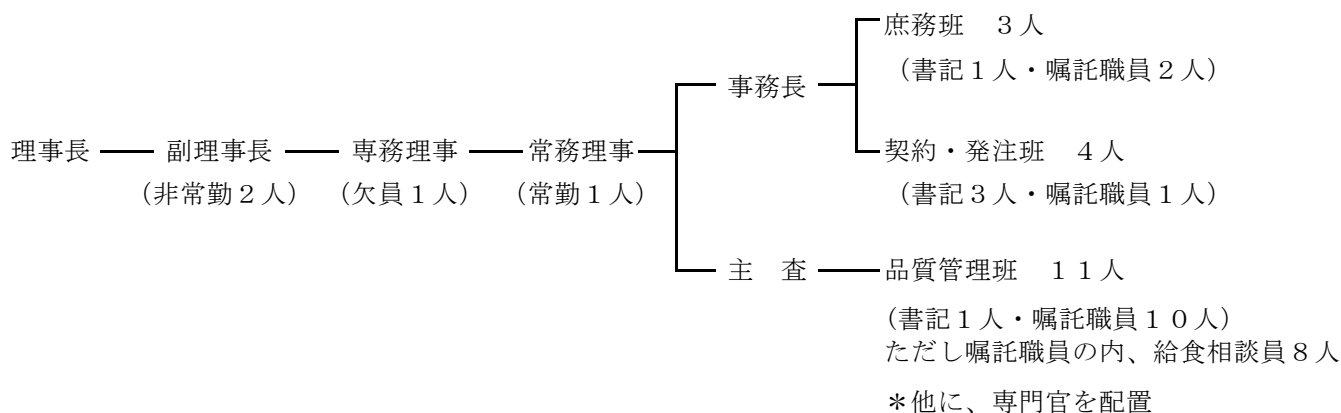 庶務班　３人
（書記１人・嘱託職員２人）
事務長
理事長
副理事長
専務理事
常務理事
契約・発注班　４人
（非常勤２人）
（欠員１人）
（常勤１人）
（書記３人・嘱託職員１人）
主　査
品質管理班　１１人
（書記１人・嘱託職員１０人）
ただし嘱託職員の内、給食相談員８人
＊他に、専門官を配置